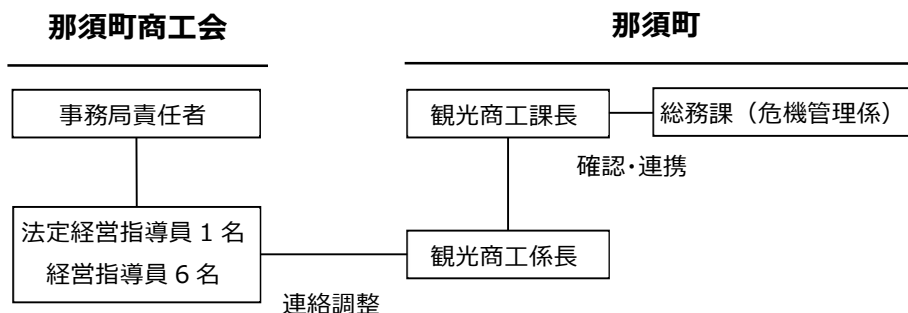 那須町商工会
那須町
事務局責任者
観光商工課長
総務課（危機管理係）
確認・連携
法定経営指導員 1 名
経営指導員 6 名
観光商工係長
連絡調整